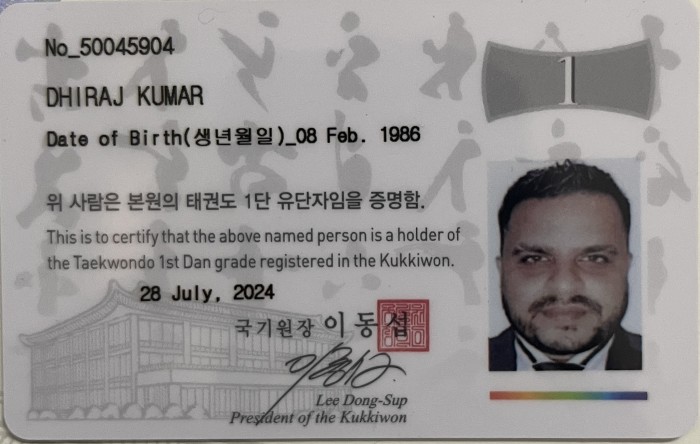 No_50045904
1
DHIRAJ KUMAR
Date of Birth(생년월일)_08 Feb. 1986
위 사람은 본원의 태권도 1단 유단자임을 증명함.
This is to certify that the above named person is a holder of
the Taekwondo 1st Dan grade registered in the Kukkiwon.
28 July, 2024
국기원장 이동섭
Lee Dong-Sup
President of the Kukkiwon